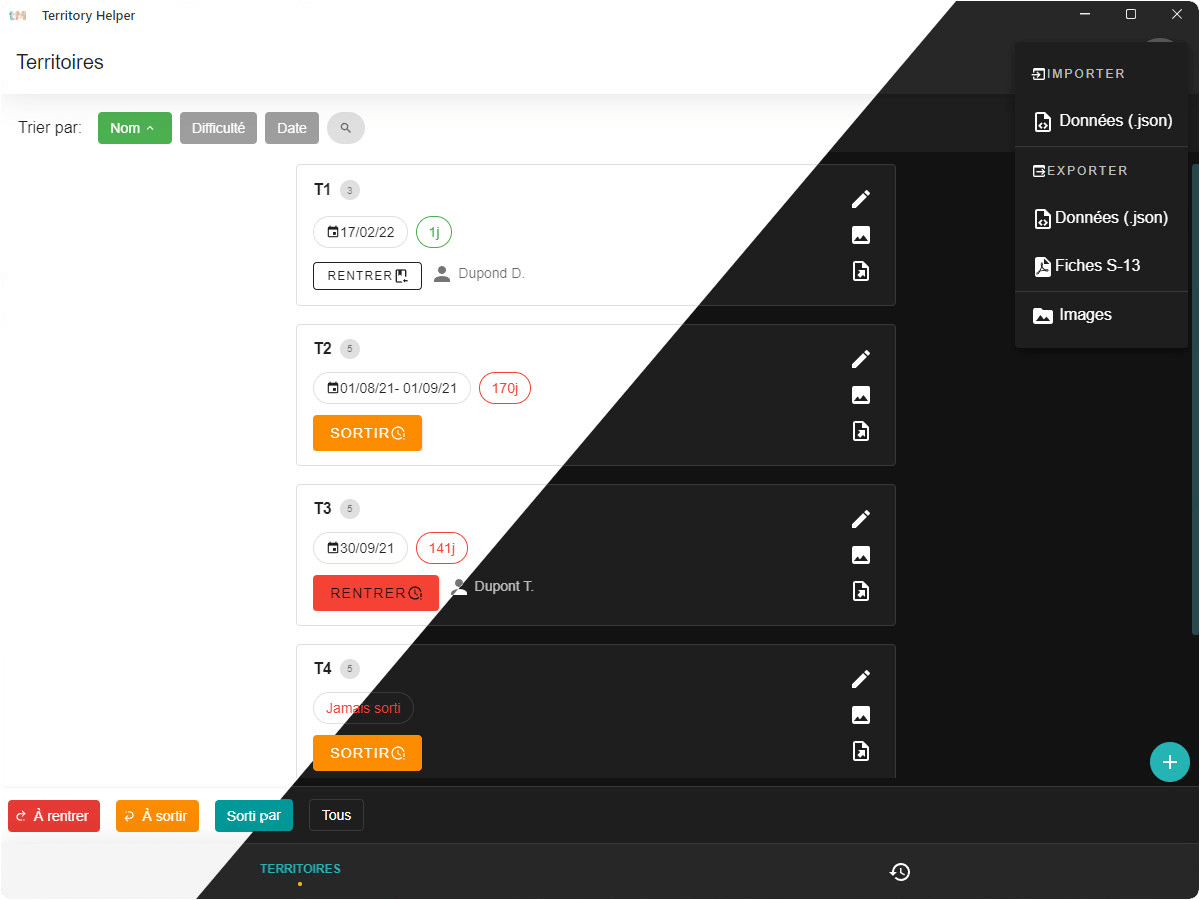 tM Territory Helper
Territoires
IMPORTER
Données (.json)
EXPORTER
Données (.json)
Fiches S-13
Images
Trier par: Nom Difficulté Date
T1 3
17/02/22 1j
RENTRER Dupond D.
T2 5
01/08/21- 01/09/21 170j
SORTIR
T3 5
30/09/21 141j
RENTRER Dupont T.
T4 5
Jamais sorti
SORTIR
+
À rentrer À sortir Sorti par Tous
TERRITOIRES